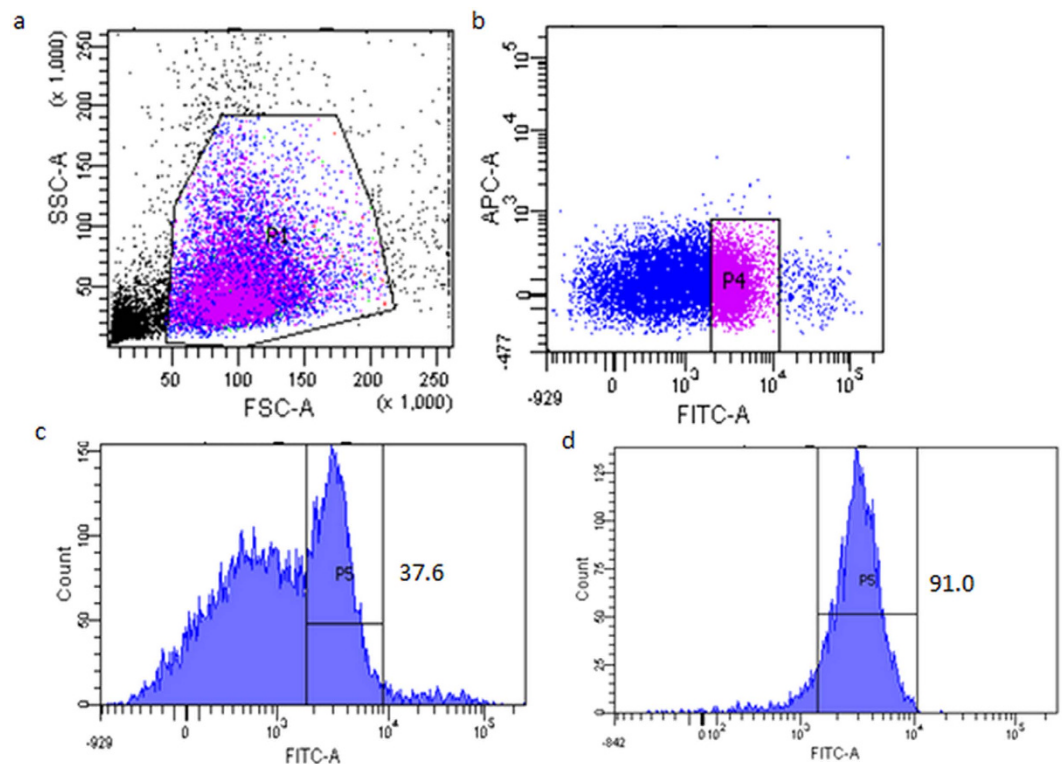 a
SSC-A
(x 1,000)
250
200
150
100
50
P1
50 100 150 200 250
FSC-A
(x 1,000)
b
APC-A
10^5
10^4
10^3
0
-477
P4
-929
0 10^3 10^4 10^5
FITC-A
c
Count
150
100
50
0
P5
37.6
-929
0 10^3 10^4 10^5
FITC-A
d
Count
125
100
75
50
25
0
P5
91.0
-842
0 10^2 10^3 10^4 10^5
FITC-A